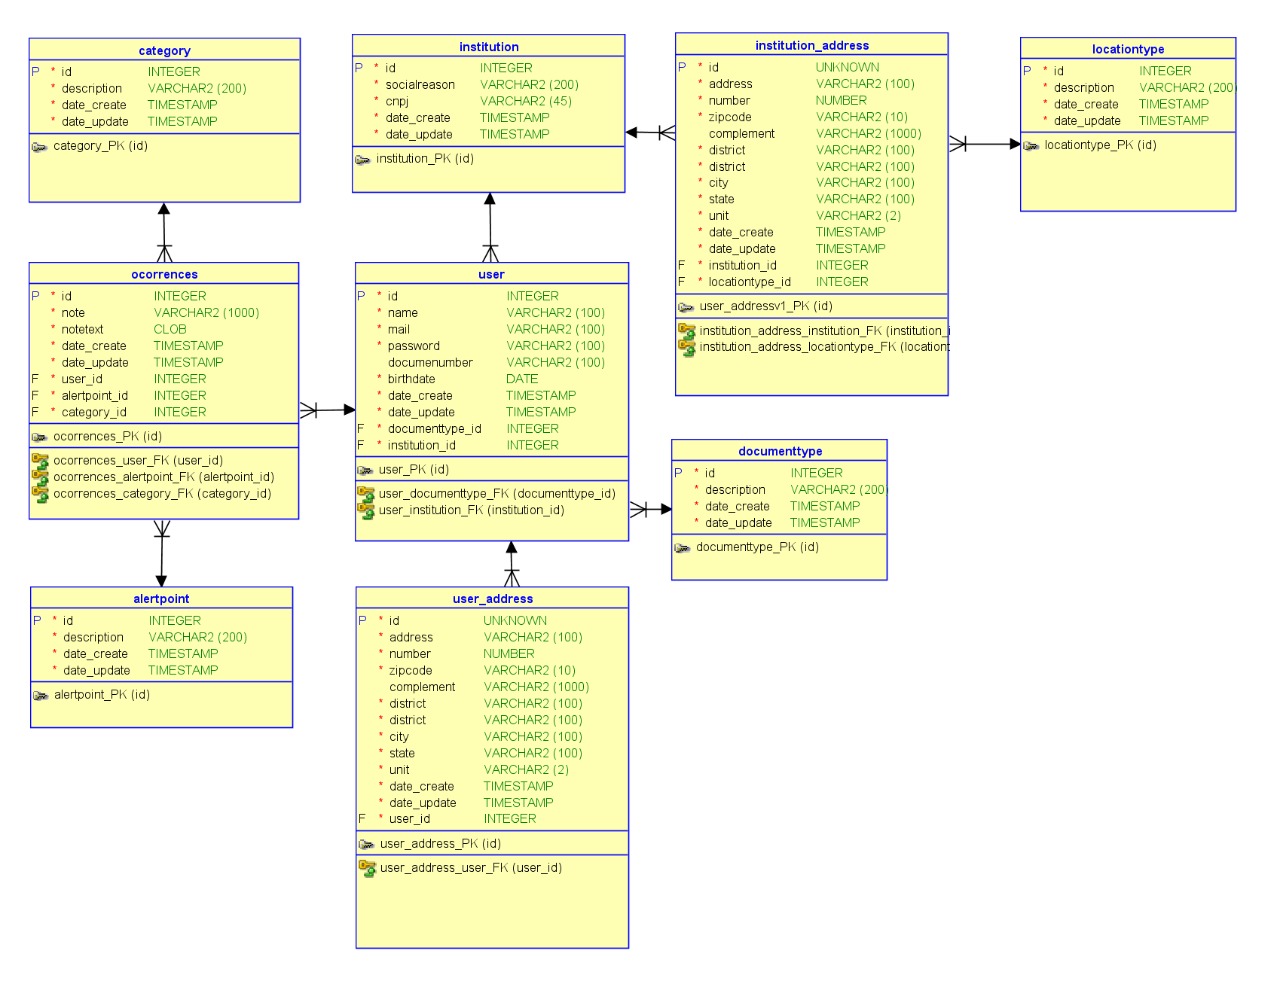 category
P * id INTEGER
* description VARCHAR2 (200)
* date_create TIMESTAMP
* date_update TIMESTAMP
category_PK (id)
institution
P * id INTEGER
* socialreason VARCHAR2 (200)
* cnpj VARCHAR2 (45)
* date_create TIMESTAMP
* date_update TIMESTAMP
institution_PK (id)
institution_address
P * id UNKNOWN
* address VARCHAR2 (100)
* number NUMBER
* zipcode VARCHAR2 (10)
complement VARCHAR2 (1000)
* district VARCHAR2 (100)
* district VARCHAR2 (100)
* city VARCHAR2 (100)
* state VARCHAR2 (100)
* unit VARCHAR2 (2)
* date_create TIMESTAMP
* date_update TIMESTAMP
F * institution_id INTEGER
F * locationtype_id INTEGER
user_addressv1_PK (id)
institution_address_institution_FK (institution_i
institution_address_locationtype_FK (locationt
locationtype
P * id INTEGER
* description VARCHAR2 (200
* date_create TIMESTAMP
* date_update TIMESTAMP
locationtype_PK (id)
ocorrences
P * id INTEGER
* note VARCHAR2 (1000)
* notetext CLOB
* date_create TIMESTAMP
* date_update TIMESTAMP
F * user_id INTEGER
F * alertpoint_id INTEGER
F * category_id INTEGER
ocorrences_PK (id)
ocorrences_user_FK (user_id)
ocorrences_alertpoint_FK (alertpoint_id)
ocorrences_category_FK (category_id)
user
P * id INTEGER
* name VARCHAR2 (100)
* mail VARCHAR2 (100)
* password VARCHAR2 (100)
documenumber VARCHAR2 (100)
* birthdate DATE
* date_create TIMESTAMP
* date_update TIMESTAMP
F * documenttype_id INTEGER
F * institution_id INTEGER
user_PK (id)
user_documenttype_FK (documenttype_id)
user_institution_FK (institution_id)
documenttype
P * id INTEGER
* description VARCHAR2 (200)
* date_create TIMESTAMP
* date_update TIMESTAMP
documenttype_PK (id)
alertpoint
P * id INTEGER
* description VARCHAR2 (200)
* date_create TIMESTAMP
* date_update TIMESTAMP
alertpoint_PK (id)
user_address
P * id UNKNOWN
* address VARCHAR2 (100)
* number NUMBER
* zipcode VARCHAR2 (10)
complement VARCHAR2 (1000)
* district VARCHAR2 (100)
* district VARCHAR2 (100)
* city VARCHAR2 (100)
* state VARCHAR2 (100)
* unit VARCHAR2 (2)
* date_create TIMESTAMP
* date_update TIMESTAMP
F * user_id INTEGER
user_address_PK (id)
user_address_user_FK (user_id)